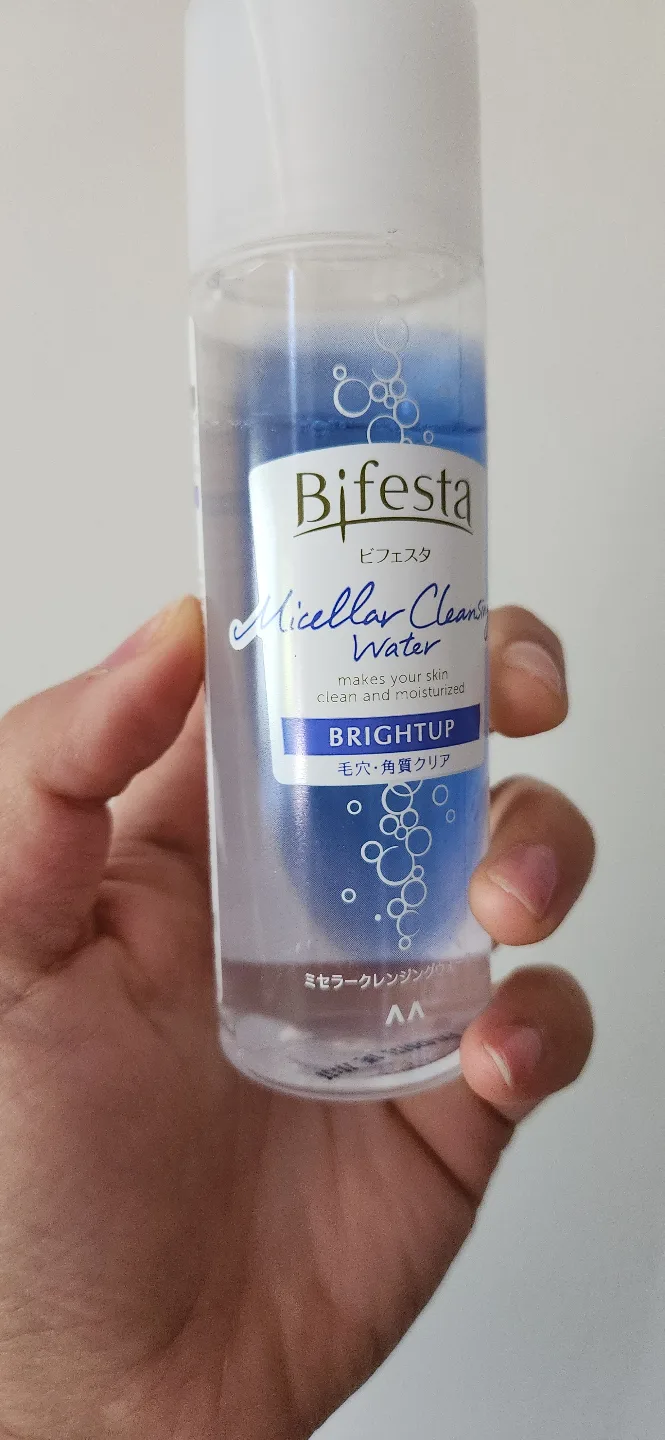 Bifesta
ビフェスタ
Micellar Cleansing
Water
makes your skin
clean and moisturized
BRIGHTUP
毛穴・角質クリア
ミセラークレンジング